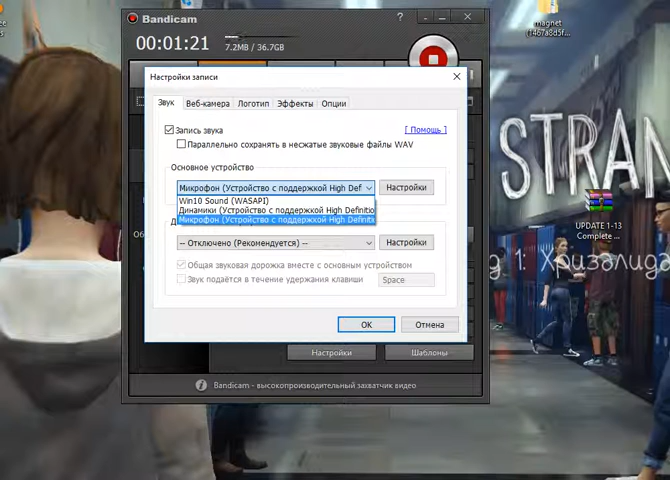 Bandicam
00:01:21
7.2MB / 36.7GB
?
magnet
Настройки записи
Звук
Веб-камера
Логотип
Эффекты
Опции
Запись звука
[ Помощь ]
Параллельно сохранять в несжатые звуковые файлы WAV
Основное устройство
Микрофон (Устройство с поддержкой High Def
Настройки
Win10 Sound (WASAPI)
Динамики (Устройство с поддержкой High Definitio
Микрофон (Устройство с поддержкой High Definitio
-- Отключено (Рекомендуется) --
Настройки
Общая звуковая дорожка вместе с основным устройством
Звук подаётся в течение удержания клавиши
Space
OK
Отмена
Настройки
Шаблоны
Bandicam - высокопроизводительный захватчик видео
STRAN
UPDATE 1-13
Complete ...
1: Хризалида